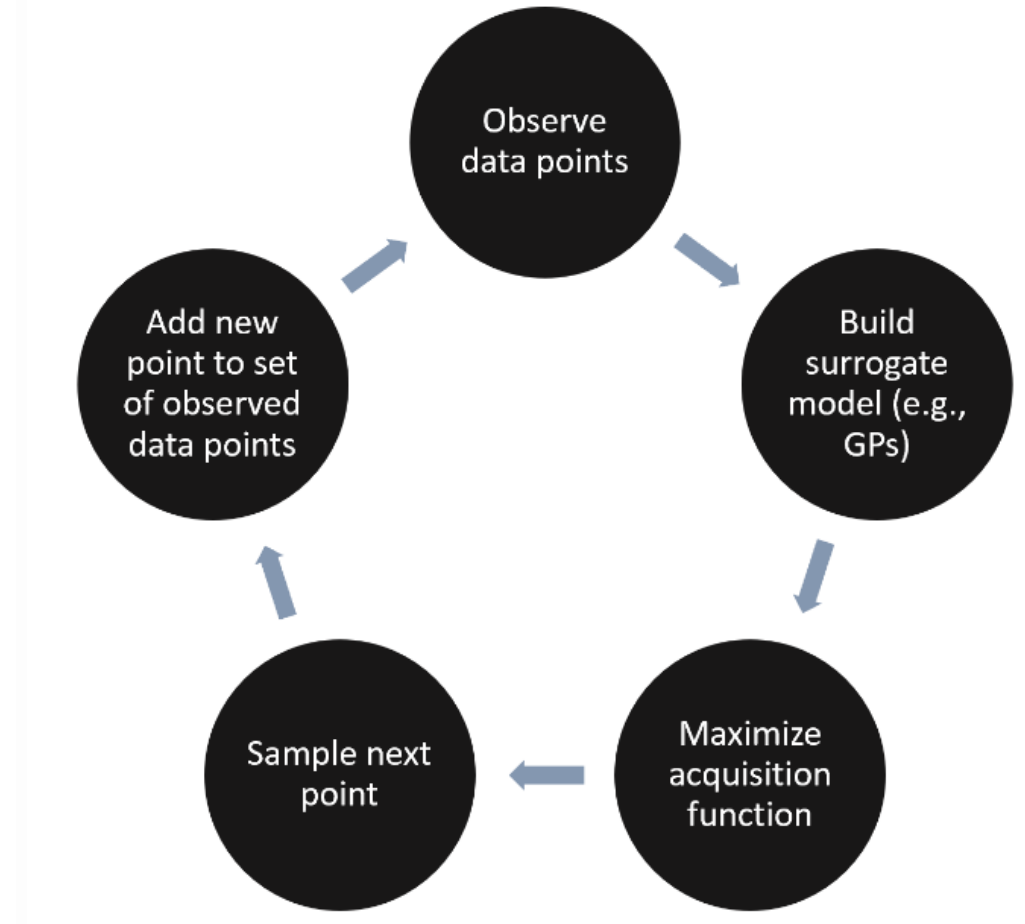 Observe
data points
Build
surrogate
model (e.g.,
GPs)
Maximize
acquisition
function
Sample next
point
Add new
point to set
of observed
data points